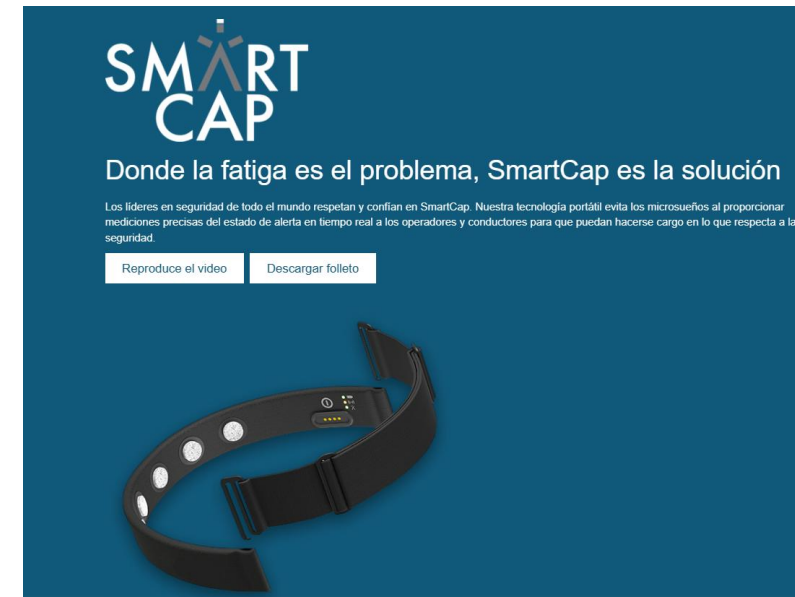 SMART
CAP
Donde la fatiga es el problema, SmartCap es la solución
Los líderes en seguridad de todo el mundo respetan y confían en SmartCap. Nuestra tecnología portátil evita los microsueños al proporcionar
mediciones precisas del estado de alerta en tiempo real a los operadores y conductores para que puedan hacerse cargo en lo que respecta a la
seguridad.
Reproduce el video Descargar folleto